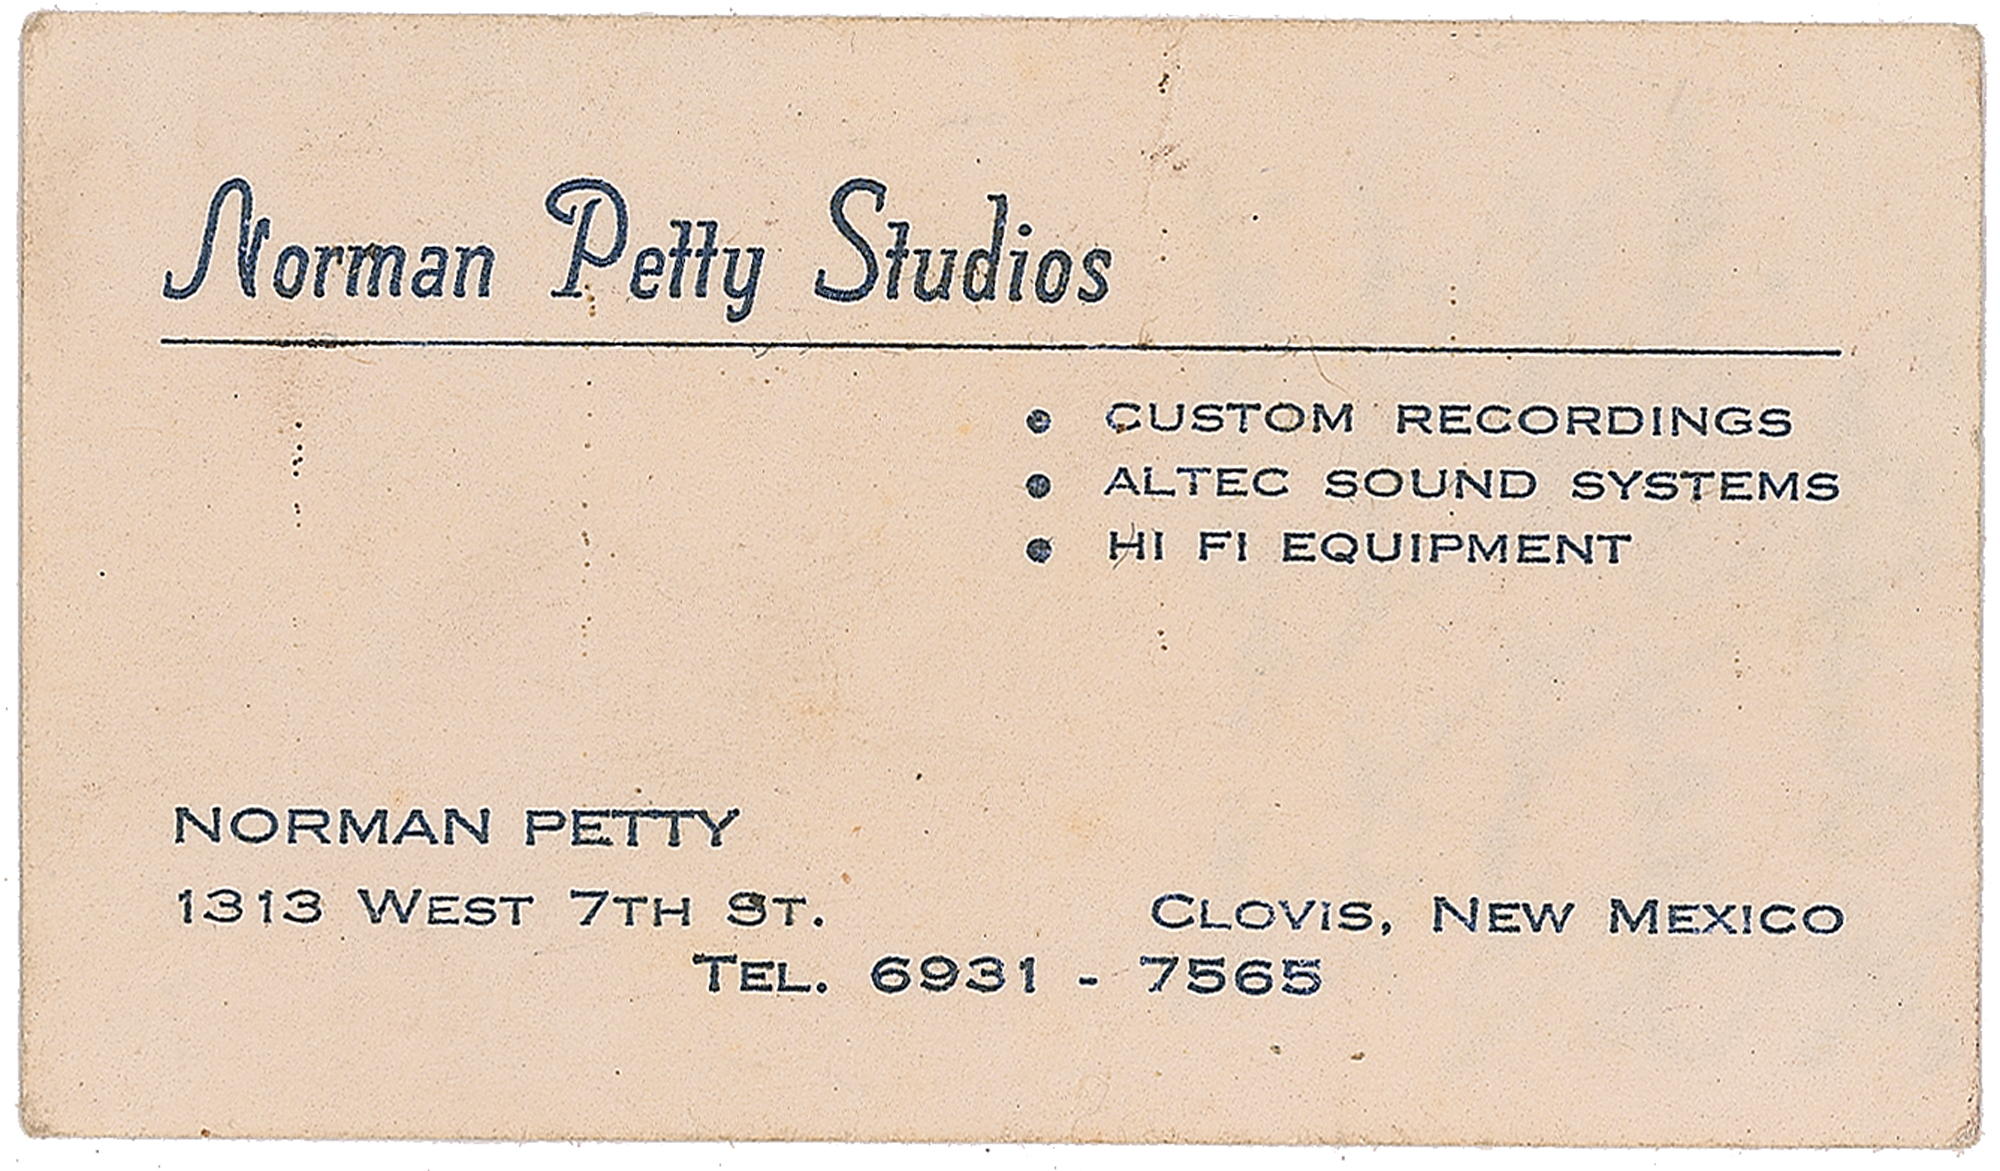 Norman Petty Studios
• CUSTOM RECORDINGS
• ALTEC SOUND SYSTEMS
• HI FI EQUIPMENT
NORMAN PETTY
1313 WEST 7TH ST. CLOVIS, NEW MEXICO
TEL. 6931 - 7565